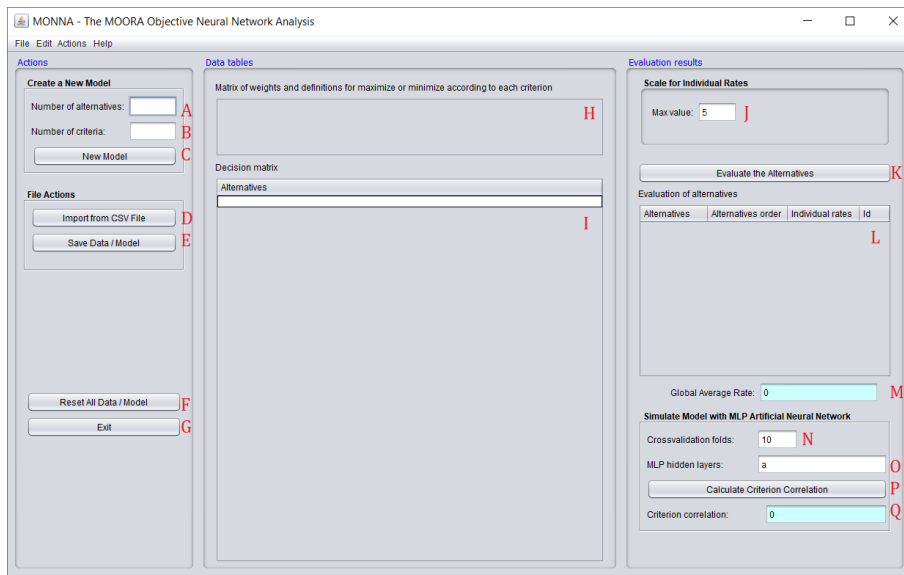 MONNA - The MOORA Objective Neural Network Analysis
File Edit Actions Help
Actions
Create a New Model
Number of alternatives: A
Number of criteria: B
New Model C
File Actions
Import from CSV File D
Save Data / Model E
Reset All Data / Model F
Exit G
Data tables
Matrix of weights and definitions for maximize or minimize according to each criterion
H
Decision matrix
Alternatives
I
Evaluation results
Scale for Individual Rates
Max value: 5 J
Evaluate the Alternatives K
Evaluation of alternatives
Alternatives Alternatives order Individual rates Id
L
Global Average Rate: 0 M
Simulate Model with MLP Artificial Neural Network
Crossvalidation folds: 10 N
MLP hidden layers: a O
Calculate Criterion Correlation P
Criterion correlation: 0 Q